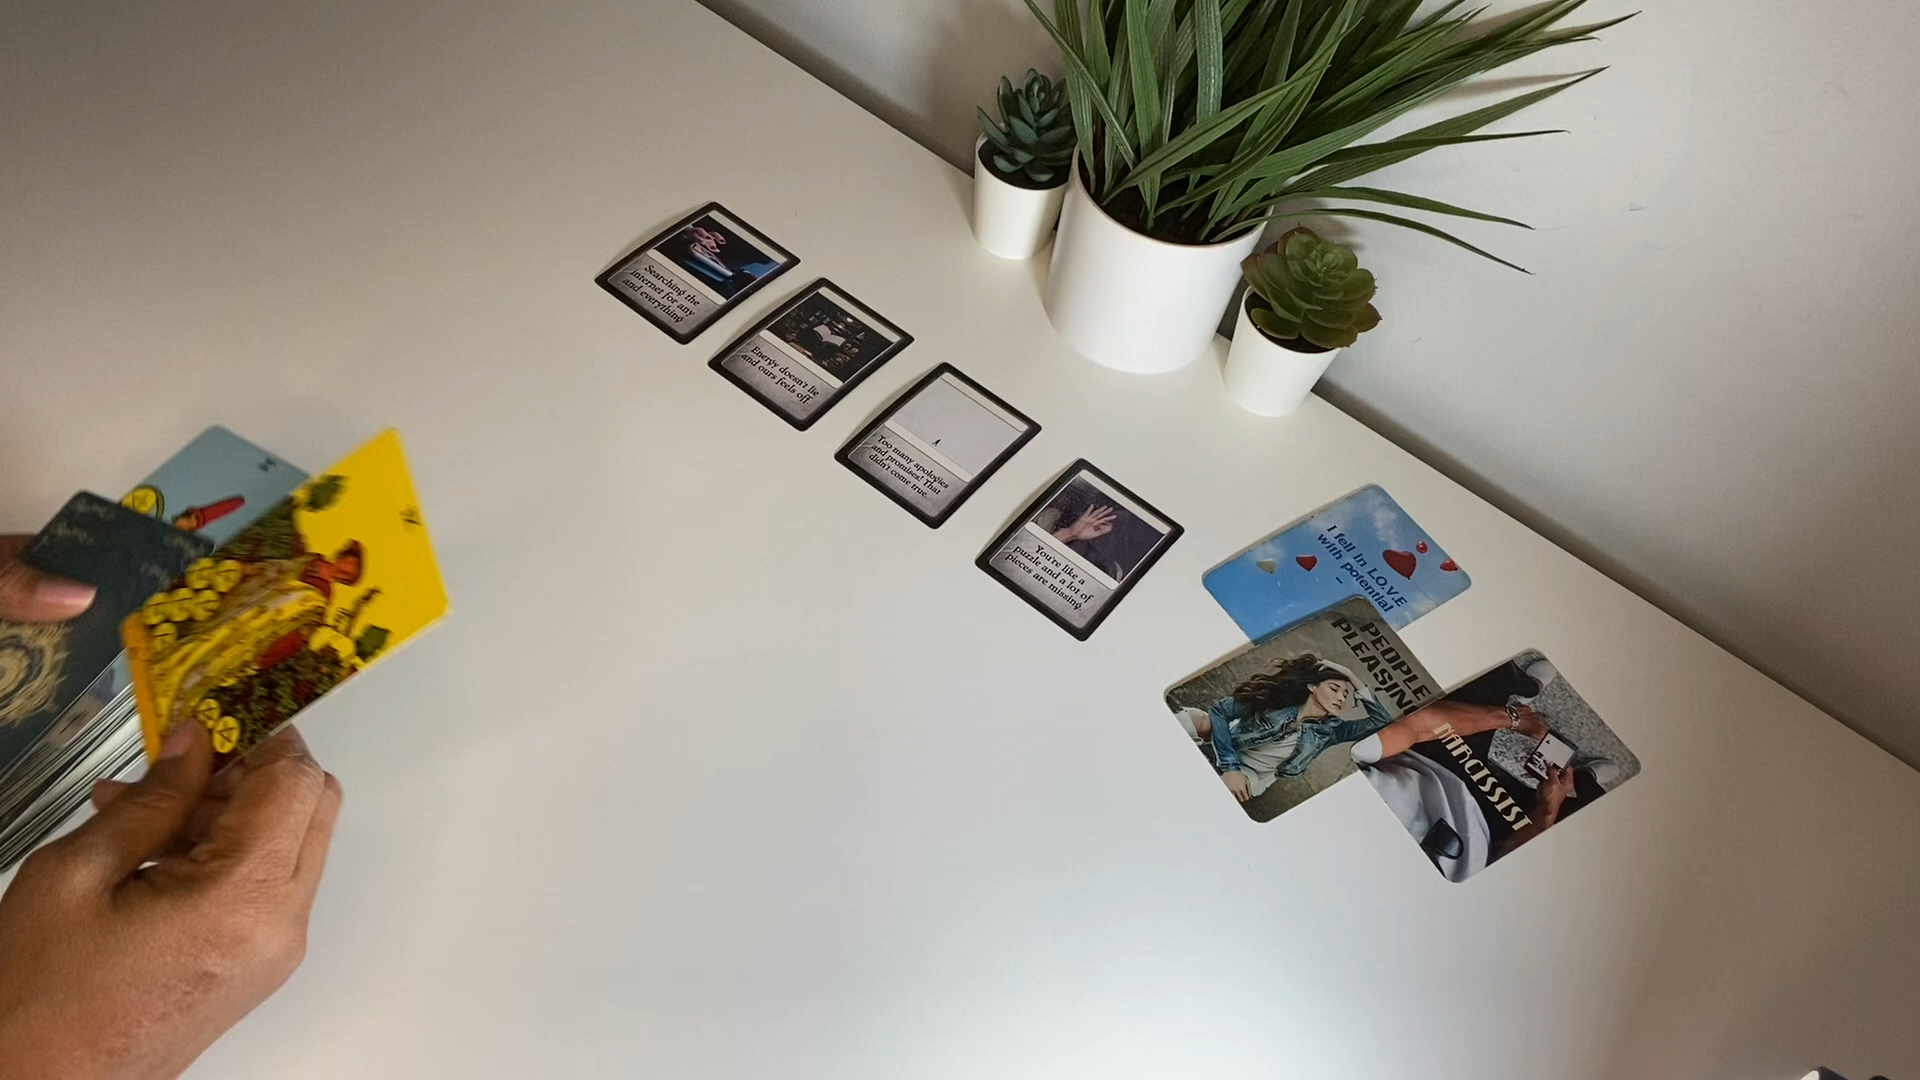 Searching the
internet for any
and everything
Energy doesn't lie
and ours feels off.
Too many apologies
and promises! That
didn't come true.
You're like a
puzzle and a lot of
pieces are missing.
I fell in L.O.V.E
with potential
PEOPLE
PLEASING
NARCISSIST